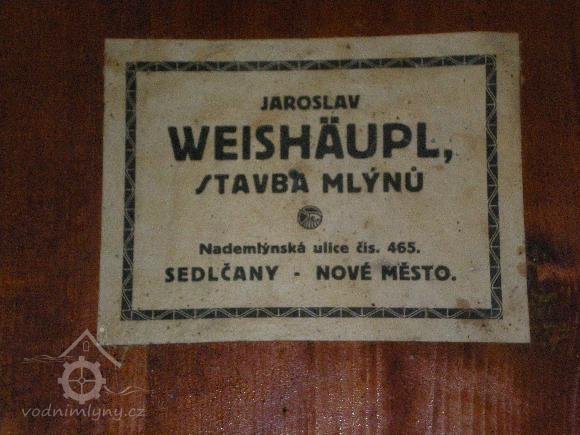 JAROSLAV
WEISHÄUPL,
STAVBA MLÝNŮ
Nademlýnská ulice čís. 465.
SEDLČANY - NOVÉ MĚSTO.
vodnimlyny.cz